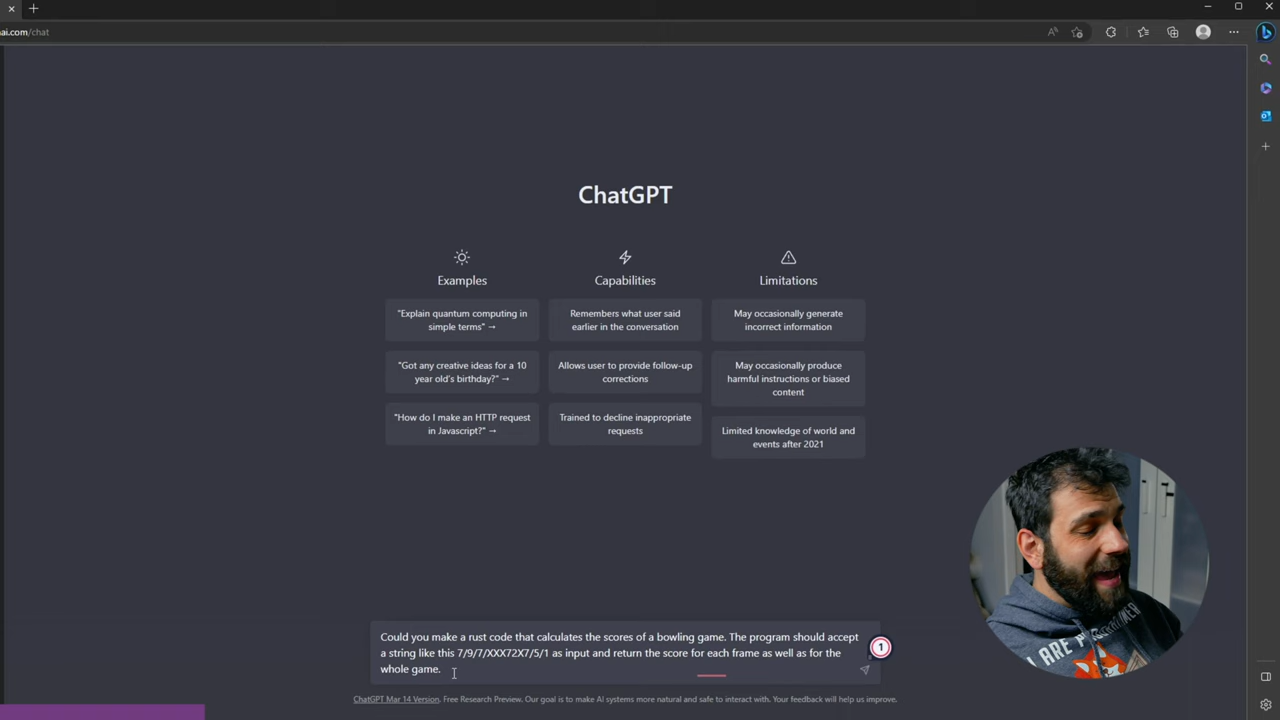 ai.com/chat
ChatGPT
Examples
Capabilities
Limitations
"Explain quantum computing in
simple terms" →
Remembers what user said
earlier in the conversation
May occasionally generate
incorrect information
"Got any creative ideas for a 10
year old's birthday?" →
Allows user to provide follow-up
corrections
May occasionally produce
harmful instructions or biased
content
"How do I make an HTTP request
in Javascript?" →
Trained to decline inappropriate
requests
Limited knowledge of world and
events after 2021
Could you make a rust code that calculates the scores of a bowling game. The program should accept
a string like this 7/9/7/XXX72X7/5/1 as input and return the score for each frame as well as for the
whole game.
1
ChatGPT Mar 14 Version. Free Research Preview. Our goal is to make AI systems more natural and safe to interact with. Your feedback will help us improve.